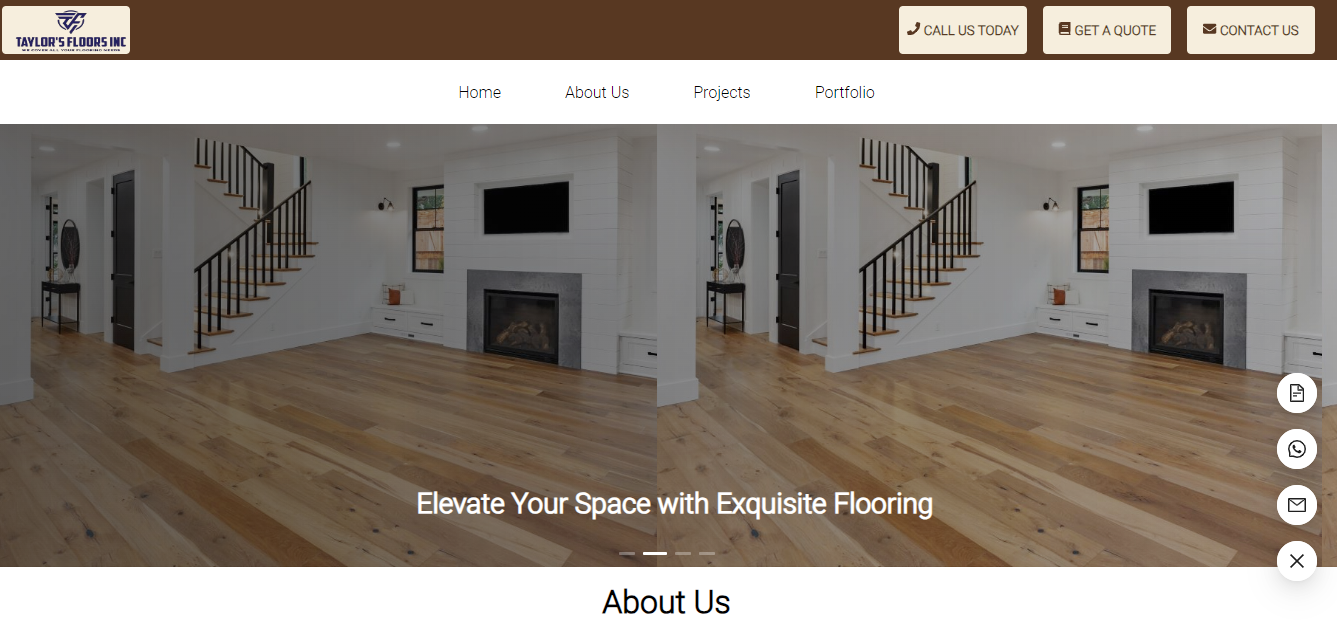 TAYLOR'S FLOORS INC
WE COVER ALL YOUR FLOORING NEEDS
CALL US TODAY
GET A QUOTE
CONTACT US
Home
About Us
Projects
Portfolio
Elevate Your Space with Exquisite Flooring
About Us